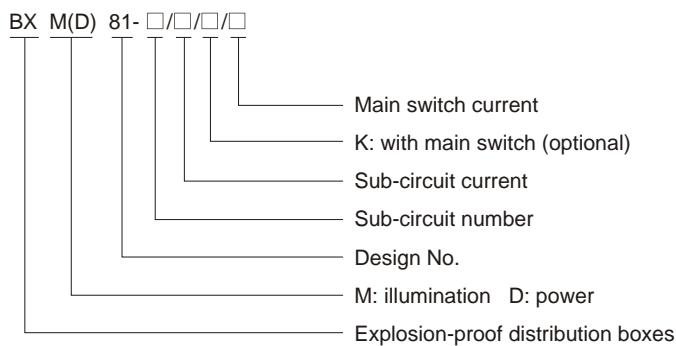 BX M(D) 81- □/□/□/□
Main switch current
K: with main switch (optional)
Sub-circuit current
Sub-circuit number
Design No.
M: illumination D: power
Explosion-proof distribution boxes